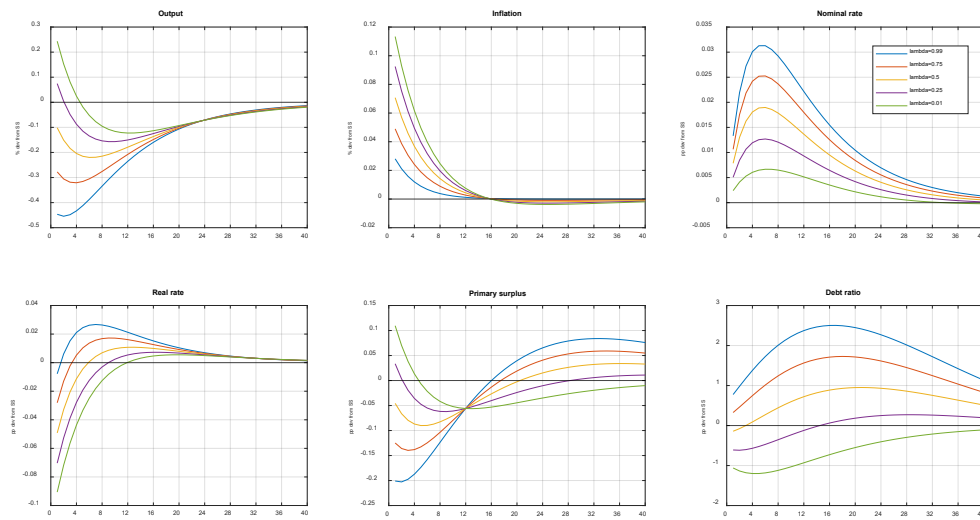 Output
% dev from SS
0.3
0.2
0.1
0
-0.1
-0.2
-0.3
-0.4
-0.5
0 4 8 12 16 20 24 28 32 36 40
Inflation
% dev from SS
0.12
0.1
0.08
0.06
0.04
0.02
0
-0.02
0 4 8 12 16 20 24 28 32 36 40
Nominal rate
pp dev from SS
0.035
0.03
0.025
0.02
0.015
0.01
0.005
0
-0.005
0 4 8 12 16 20 24 28 32 36 40
lambda=0.99
lambda=0.75
lambda=0.5
lambda=0.25
lambda=0.01
Real rate
pp dev from SS
0.04
0.02
0
-0.02
-0.04
-0.06
-0.08
-0.1
0 4 8 12 16 20 24 28 32 36 40
Primary surplus
pp dev from SS
0.15
0.1
0.05
0
-0.05
-0.1
-0.15
-0.2
-0.25
0 4 8 12 16 20 24 28 32 36 40
Debt ratio
pp dev from SS
3
2
1
0
-1
-2
0 4 8 12 16 20 24 28 32 36 40